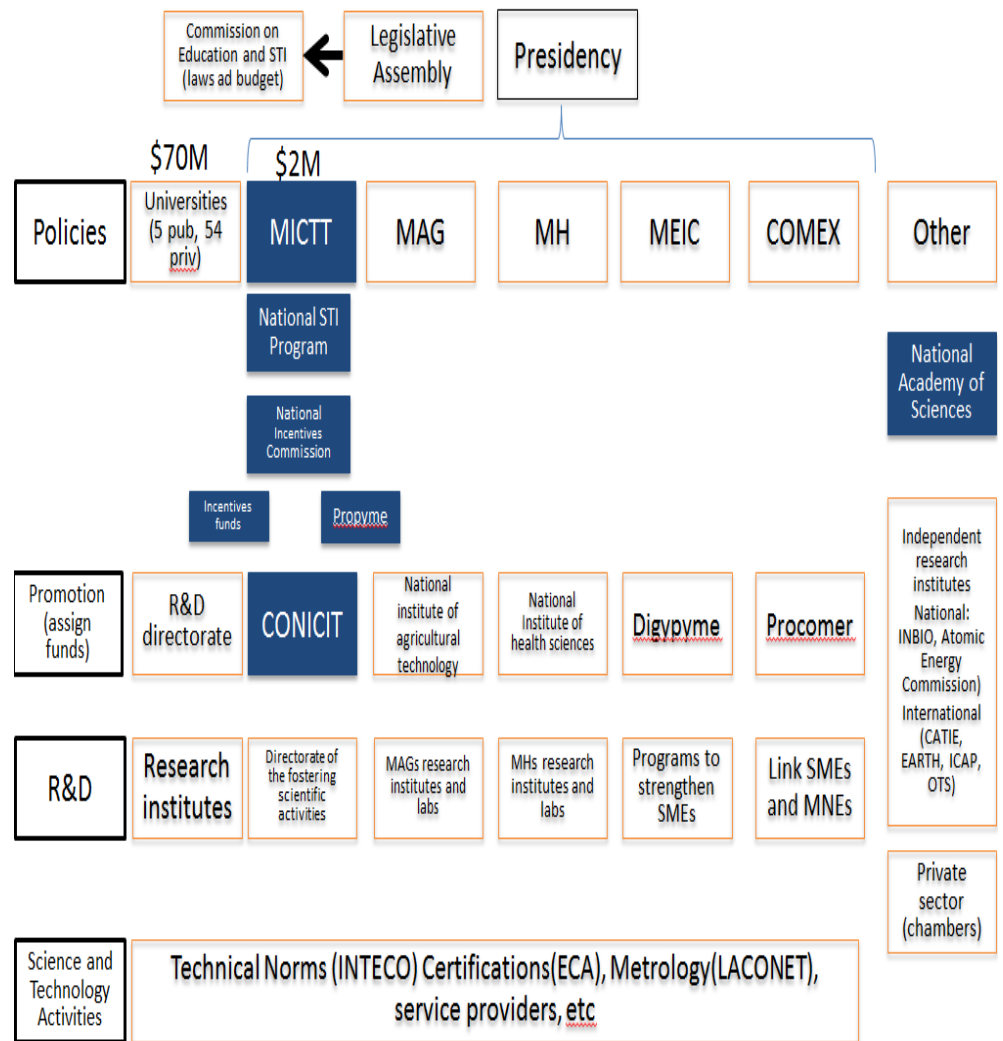 Commission on
Education and STI
(laws ad budget)
Legislative
Assembly
Presidency
$70M
$2M
Policies
Universities
(5 pub, 54
priv)
MICTT
MAG
MH
MEIC
COMEX
Other
National STI
Program
National
Academy of
Sciences
National
Incentives
Commission
Incentives
funds
Propyme
Promotion
(assign
funds)
R&D
directorate
CONICIT
National
institute of
agricultural
technology
National
Institute of
health sciences
Digypyme
Procomer
Independent
research
institutes
National:
INBIO, Atomic
Energy
Commission)
International
(CATIE,
EARTH, ICAP,
OTS)
R&D
Research
institutes
Directorate of
the fostering
scientific
activities
MAGs research
institutes and
labs
MHs research
institutes and
labs
Programs to
strengthen
SMEs
Link SMEs
and MNEs
Private
sector
(chambers)
Science and
Technology
Activities
Technical Norms (INTECO) Certifications(ECA), Metrology(LACONET),
service providers, etc